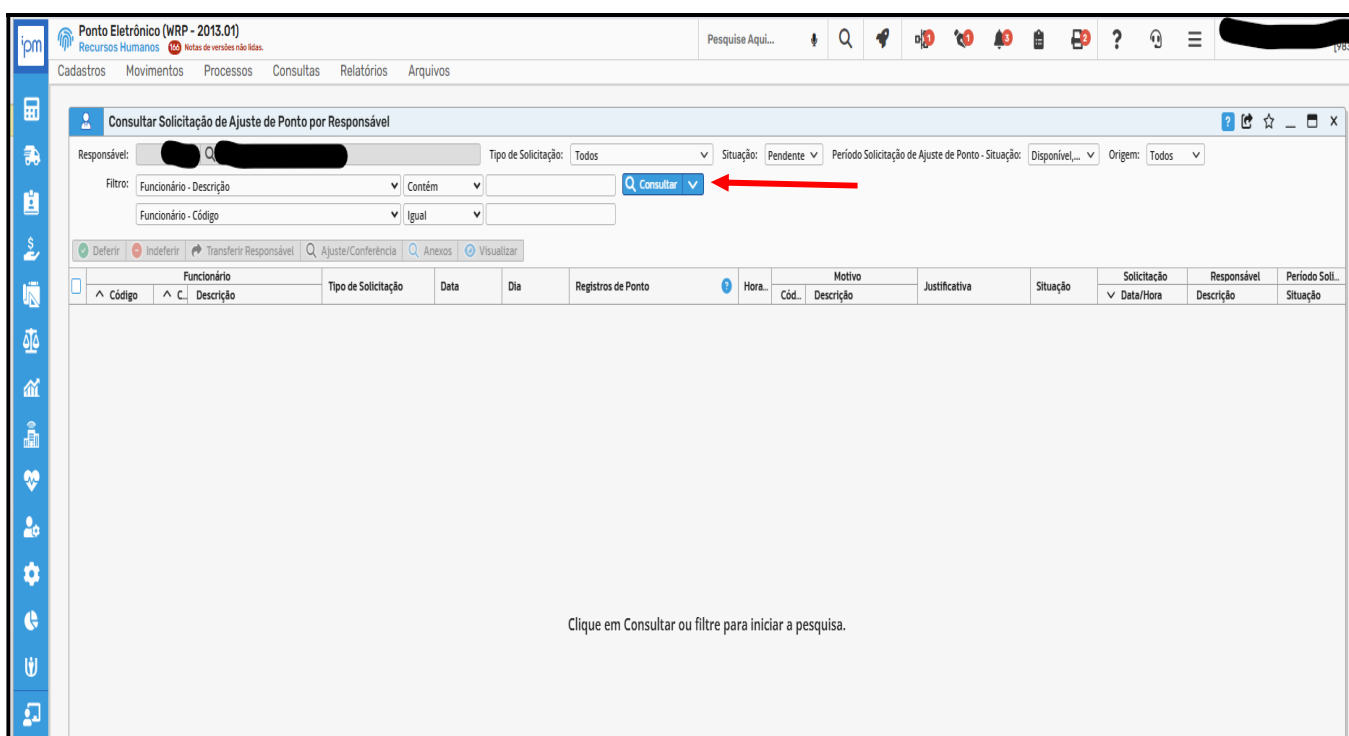 ipm
Ponto Eletrônico (WRP - 2013.01)
Recursos Humanos 166 Notas de versões não lidas.
Pesquise Aqui...
1 1 3 2 ?
[983
Cadastros Movimentos Processos Consultas Relatórios Arquivos
Consultar Solicitação de Ajuste de Ponto por Responsável
Responsável: Tipo de Solicitação: Todos Situação: Pendente Período Solicitação de Ajuste de Ponto - Situação: Disponível,... Origem: Todos
Filtro: Funcionário - Descrição Contém Consultar
Funcionário - Código Igual
Deferir Indeferir Transferir Responsável Ajuste/Conferência Anexos Visualizar
Funcionário Tipo de Solicitação Data Dia Registros de Ponto ? Hora... Motivo Justificativa Situação Solicitação Responsável Período Soli...
Código C... Descrição Cód... Descrição Data/Hora Descrição Situação
Clique em Consultar ou filtre para iniciar a pesquisa.